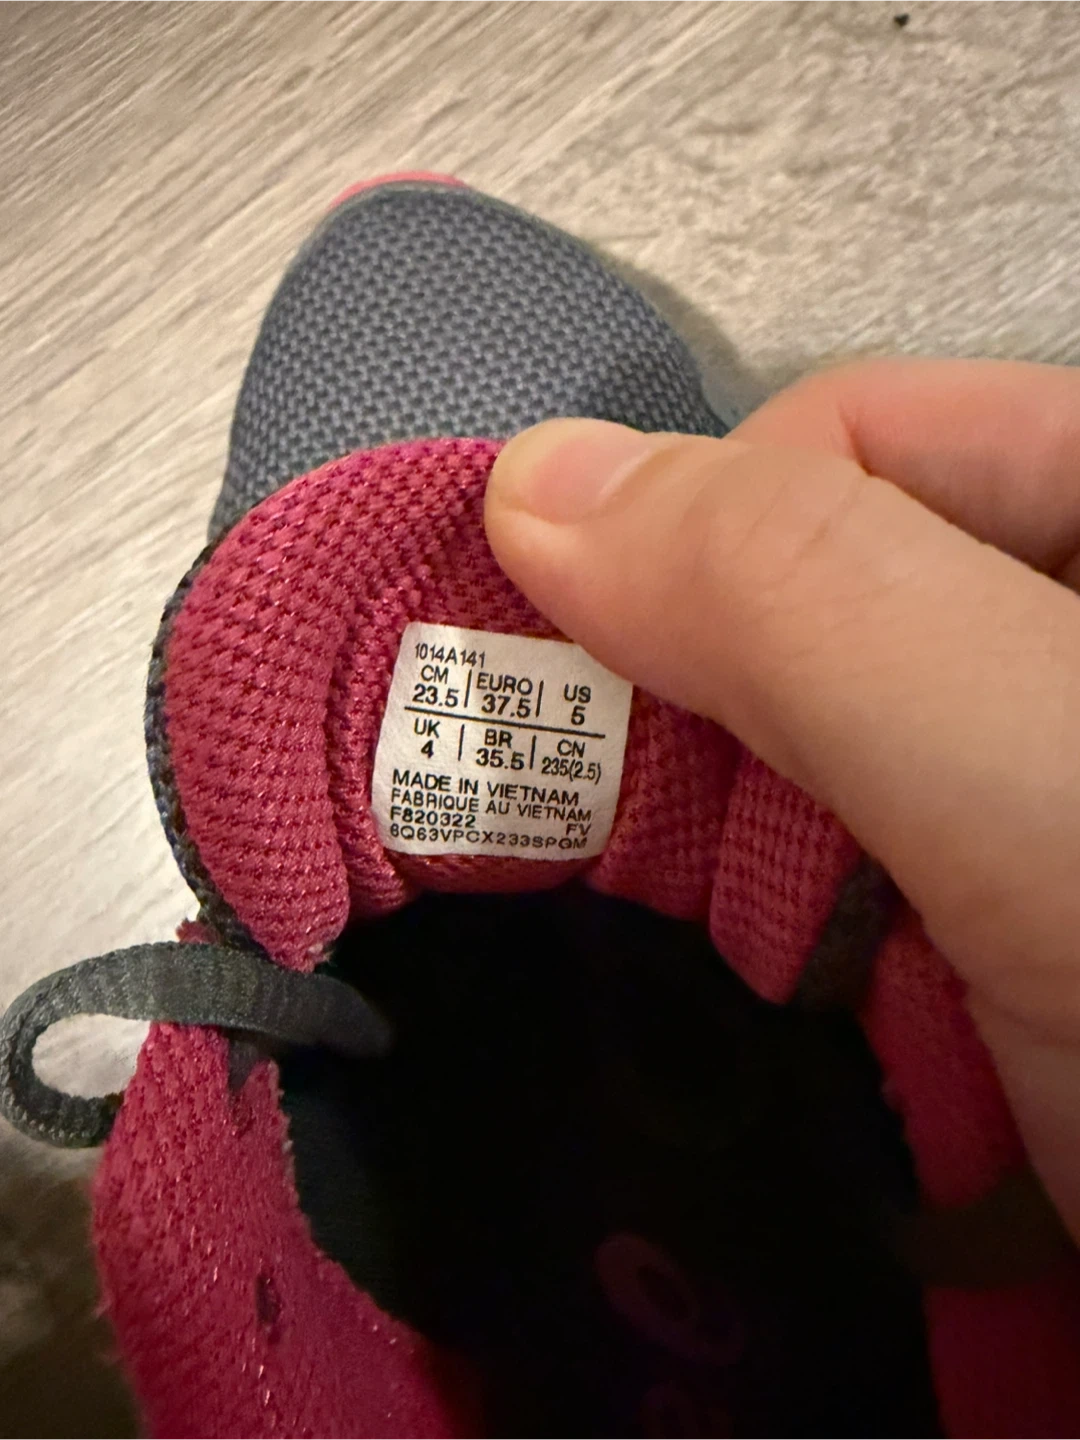 1014A141
CM | EURO | US
23.5 | 37.5 | 5
UK | BR | CN
4 | 35.5 | 235(2.5)
MADE IN VIETNAM
FABRIQUE AU VIETNAM
F820322 FV
6Q63VPCX233SPGM